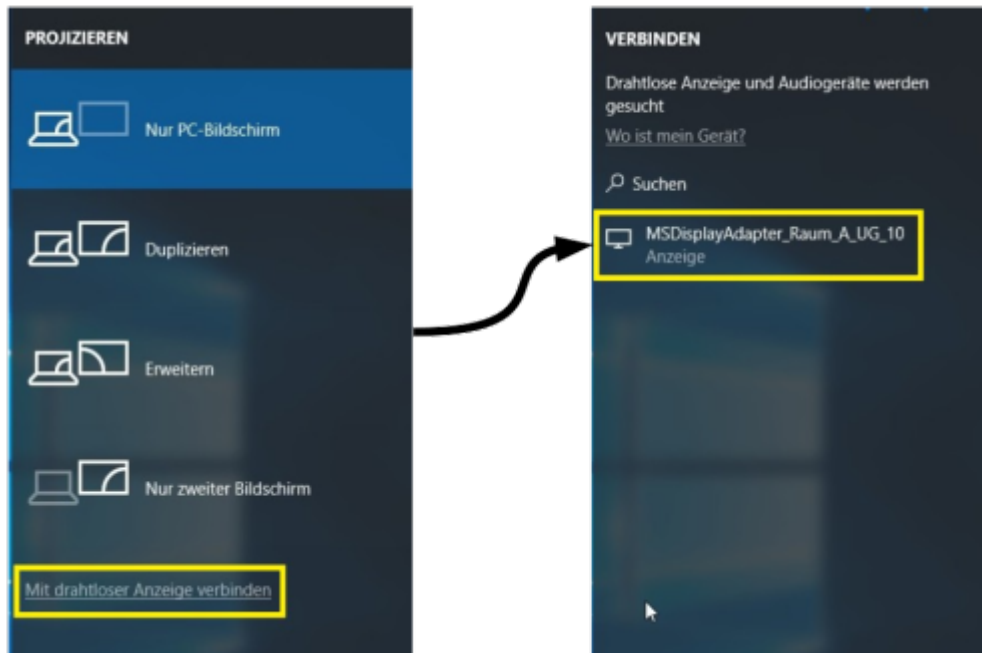 PROJIZIEREN
Nur PC-Bildschirm
Duplizieren
Erweitern
Nur zweiter Bildschirm
Mit drahtloser Anzeige verbinden
VERBINDEN
Drahtlose Anzeige und Audiogeräte werden
gesucht
Wo ist mein Gerät?
Suchen
MSDisplayAdapter_Raum_A_UG_10
Anzeige